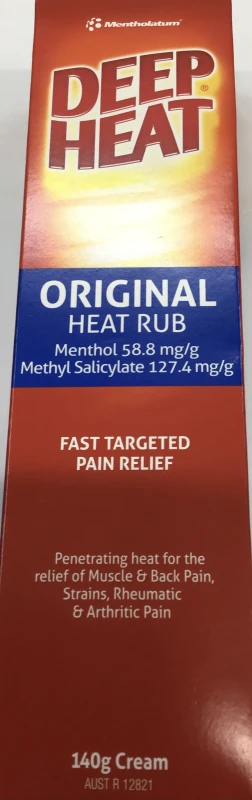 Mentholatum®
DEEP
HEAT®
ORIGINAL
HEAT RUB
Menthol 58.8 mg/g
Methyl Salicylate 127.4 mg/g
FAST TARGETED
PAIN RELIEF
Penetrating heat for the
relief of Muscle & Back Pain,
Strains, Rheumatic
& Arthritic Pain
140g Cream
AUST R 12821